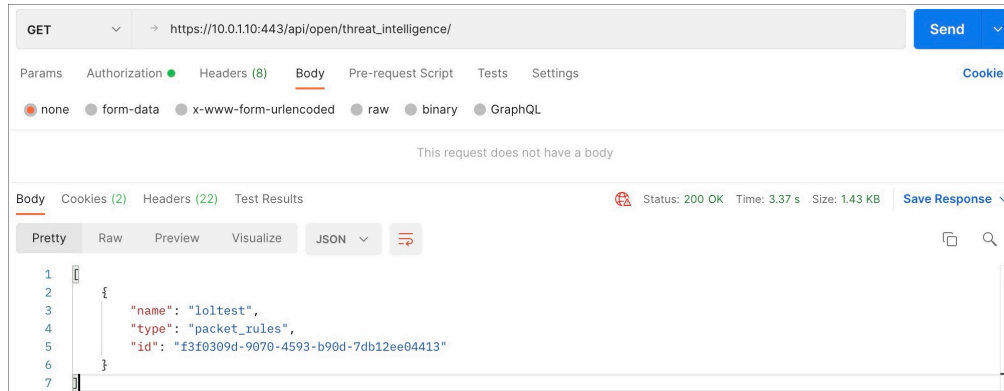 GET https://10.0.1.10:443/api/open/threat_intelligence/ Send
Params Authorization Headers (8) Body Pre-request Script Tests Settings Cookie
none form-data x-www-form-urlencoded raw binary GraphQL
This request does not have a body
Body Cookies (2) Headers (22) Test Results Status: 200 OK Time: 3.37 s Size: 1.43 KB Save Response
Pretty Raw Preview Visualize JSON
1 [
2 {
3 "name": "loltest",
4 "type": "packet_rules",
5 "id": "f3f0309d-9070-4593-b90d-7db12ee04413"
6 }
7 ]